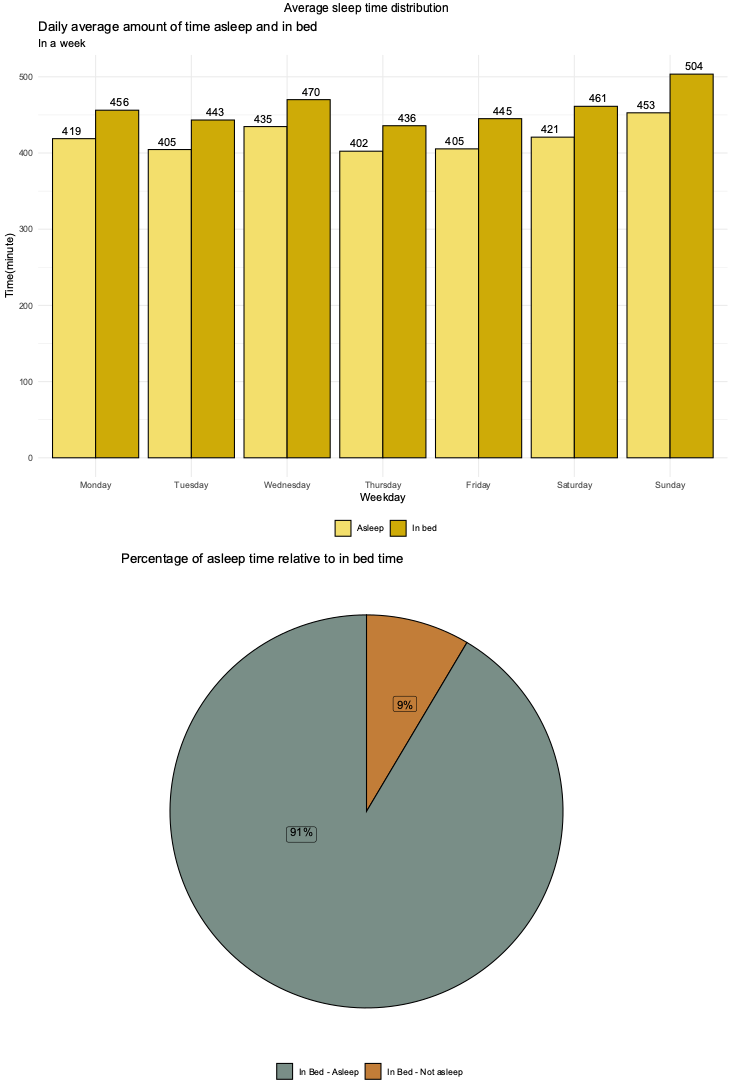 Average sleep time distribution
Daily average amount of time asleep and in bed
In a week
504
500
470
456
461
453
443
445
436
435
419
421
405
402
405
400
300
Time(minute)
200
100
0
Monday Tuesday Wednesday Thursday Friday Saturday Sunday
Weekday
Asleep In bed
Percentage of asleep time relative to in bed time
9%
91%
In Bed - Asleep In Bed - Not asleep